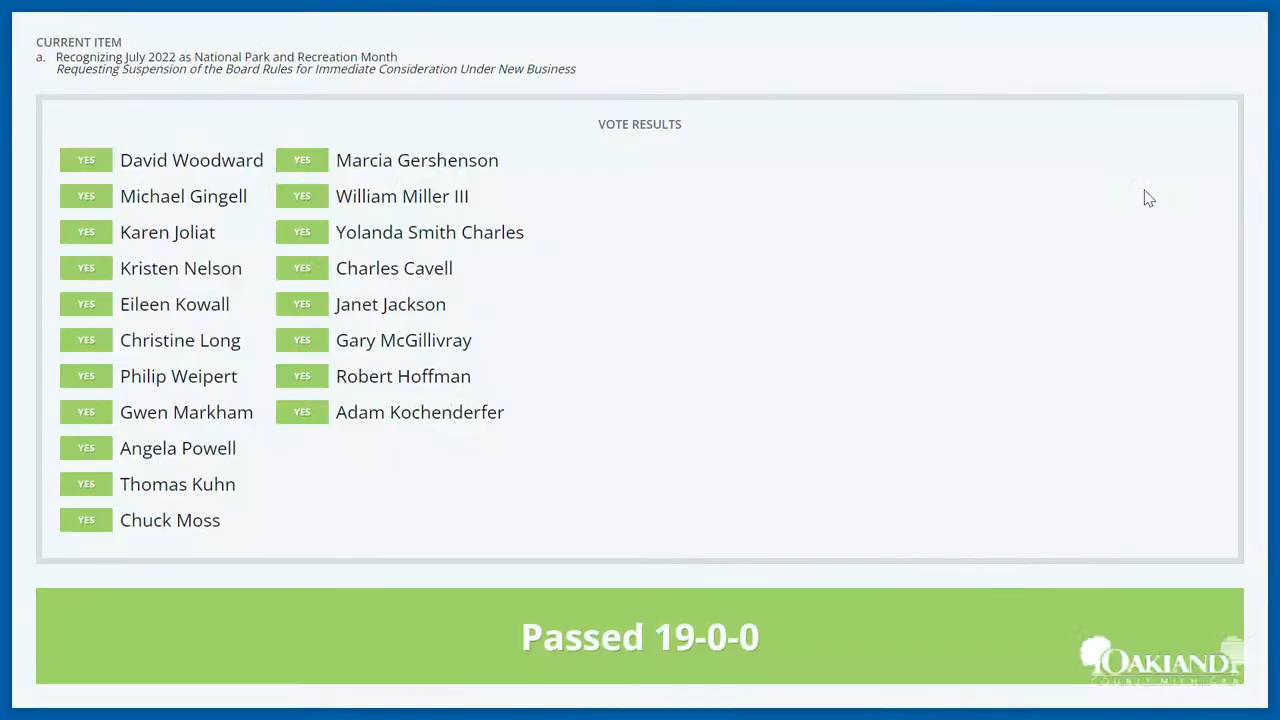 CURRENT ITEM
a. Recognizing July 2022 as National Park and Recreation Month
Requesting Suspension of the Board Rules for Immediate Consideration Under New Business
VOTE RESULTS
YES David Woodward YES Marcia Gershenson
YES Michael Gingell YES William Miller III
YES Karen Joliat YES Yolanda Smith Charles
YES Kristen Nelson YES Charles Cavell
YES Eileen Kowall YES Janet Jackson
YES Christine Long YES Gary McGillivray
YES Philip Weipert YES Robert Hoffman
YES Gwen Markham YES Adam Kochenderfer
YES Angela Powell
YES Thomas Kuhn
YES Chuck Moss
Passed 19-0-0
OAKLAND
COUNTY MICHIGAN